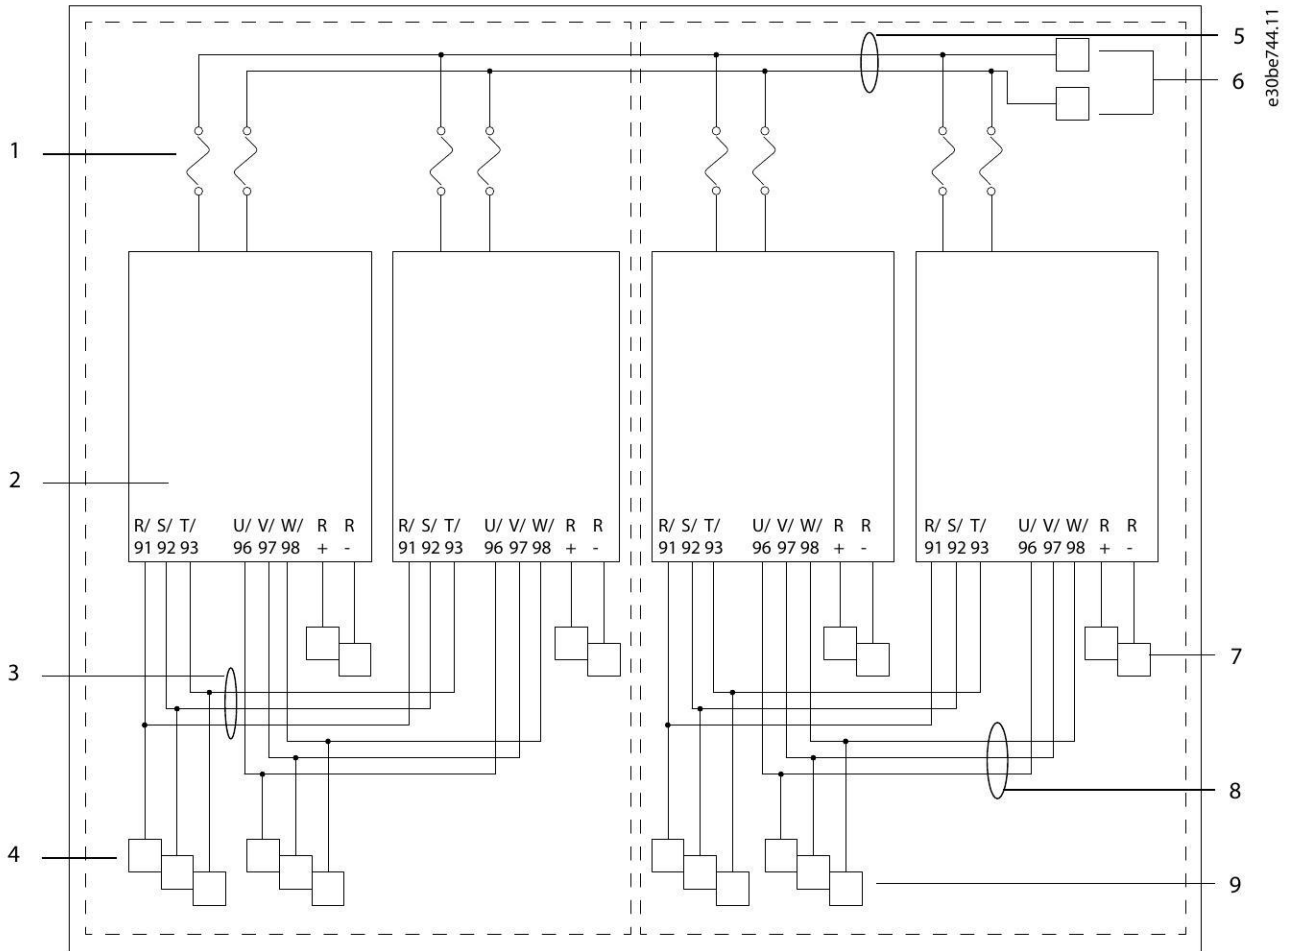 5
e30be744.11
6
1
2
R/ S/ T/ U/ V/ W/ R R
91 92 93 96 97 98 + -
R/ S/ T/ U/ V/ W/ R R
91 92 93 96 97 98 + -
R/ S/ T/ U/ V/ W/ R R
91 92 93 96 97 98 + -
R/ S/ T/ U/ V/ W/ R R
91 92 93 96 97 98 + -
7
3
8
4
9